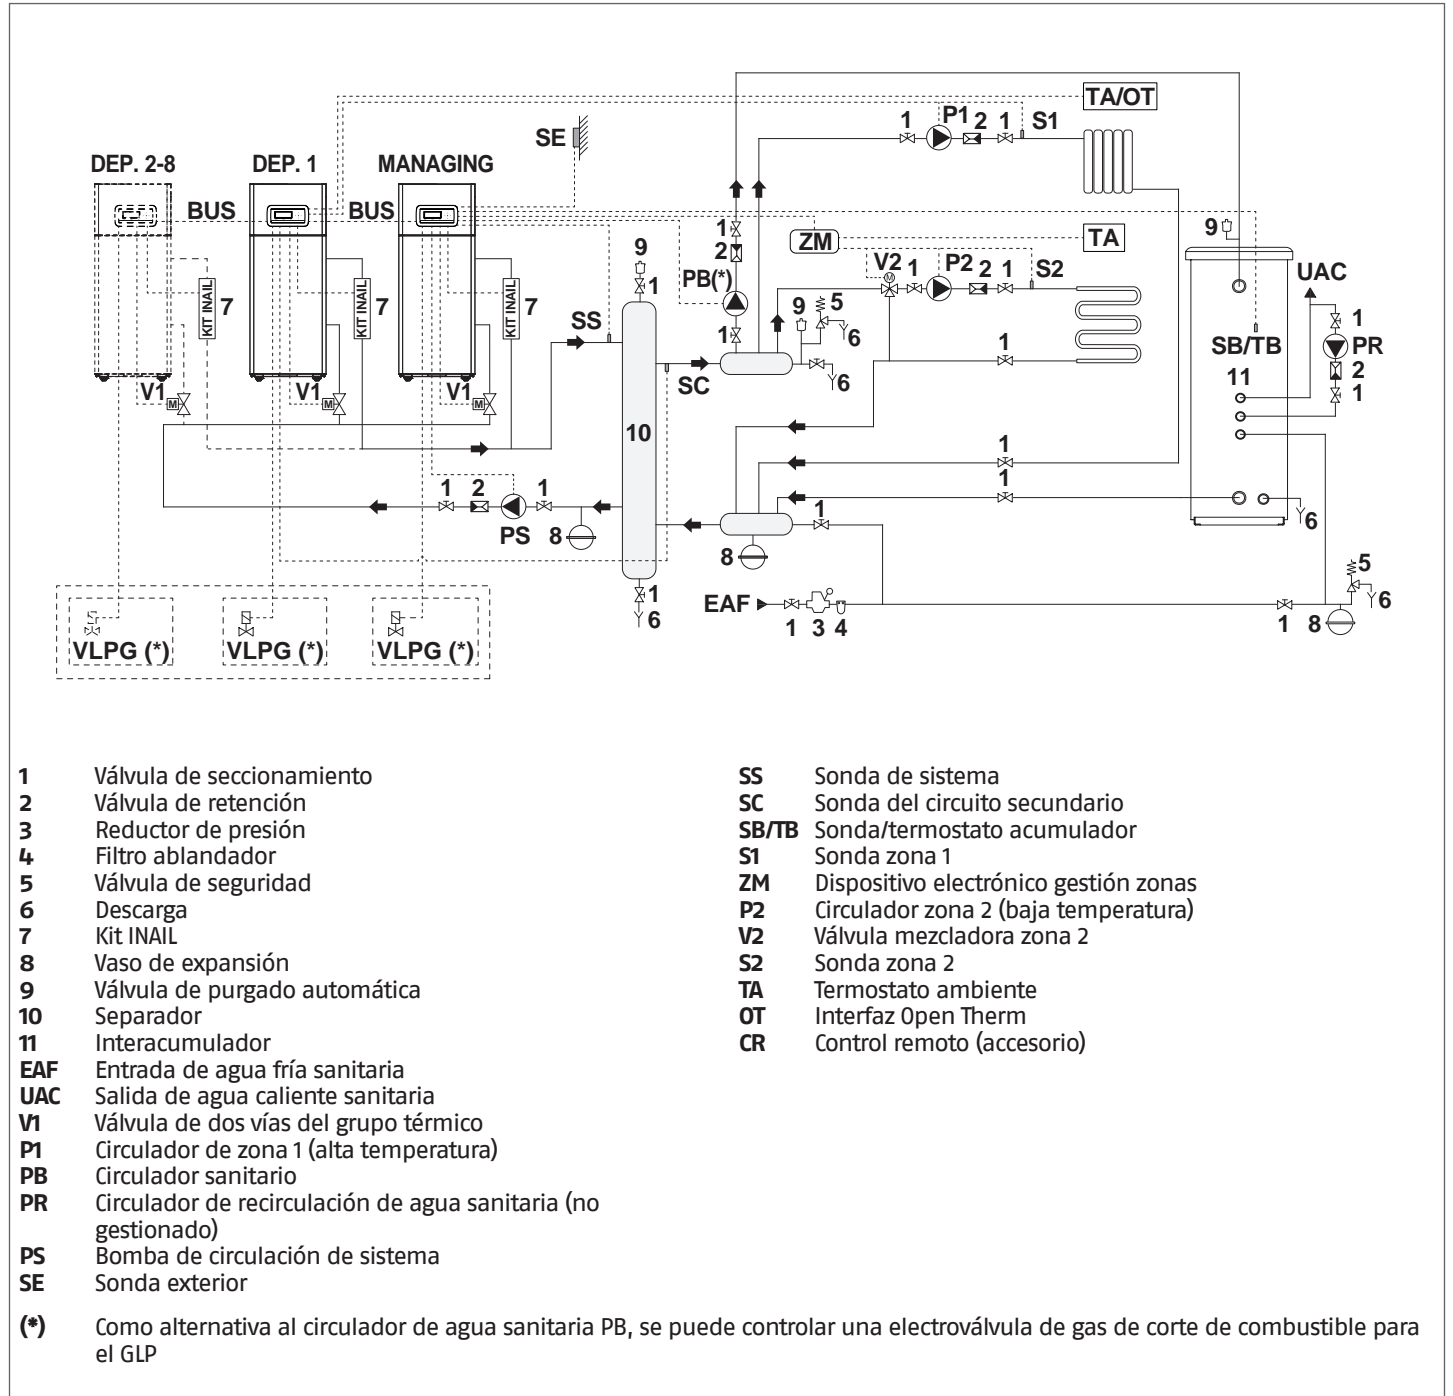 TA/OT
1 P1 2 1 S1
SE
DEP. 2-8 DEP. 1 MANAGING
BUS BUS
1
9
ZM TA
9 2
V2 P2 2 1 S2 UAC
M 1
PB(*)
1
7 KIT INAIL 7 KIT INAIL 7 KIT INAIL
9 5
SS 1
1 6 1 SB/TB PR
SC 6 11 2
V1 V1 V1 1
M M M
10
1
1 2 1 1
PS 8 1 6
8
1 5
EAF 6
6 1 3 4 1 8
VLPG (*) VLPG (*) VLPG (*)
1 Válvula de seccionamiento
2 Válvula de retención
3 Reductor de presión
4 Filtro ablandador
5 Válvula de seguridad
6 Descarga
7 Kit INAIL
8 Vaso de expansión
9 Válvula de purgado automática
10 Separador
11 Interacumulador
EAF Entrada de agua fría sanitaria
UAC Salida de agua caliente sanitaria
V1 Válvula de dos vías del grupo térmico
P1 Circulador de zona 1 (alta temperatura)
PB Circulador sanitario
PR Circulador de recirculación de agua sanitaria (no
gestionado)
PS Bomba de circulación de sistema
SE Sonda exterior
SS Sonda de sistema
SC Sonda del circuito secundario
SB/TB Sonda/termostato acumulador
S1 Sonda zona 1
ZM Dispositivo electrónico gestión zonas
P2 Circulador zona 2 (baja temperatura)
V2 Válvula mezcladora zona 2
S2 Sonda zona 2
TA Termostato ambiente
OT Interfaz Open Therm
CR Control remoto (accesorio)
(*) Como alternativa al circulador de agua sanitaria PB, se puede controlar una electroválvula de gas de corte de combustible para
el GLP